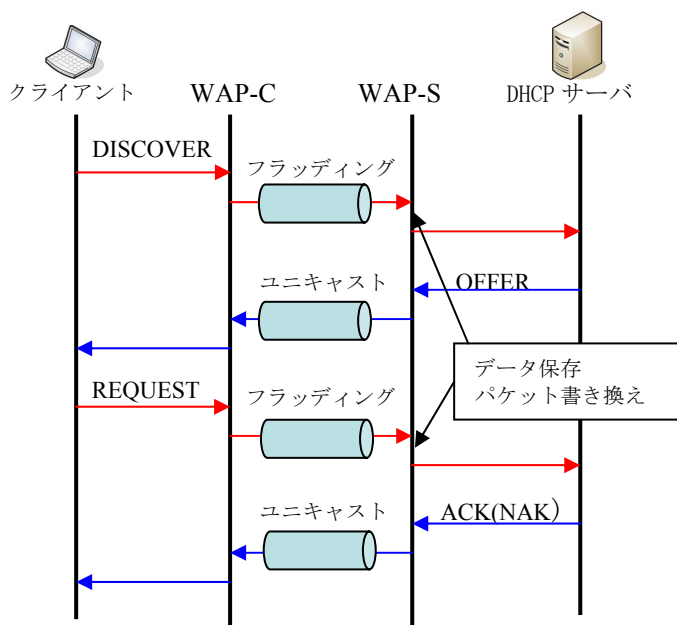 クライアント WAP-C WAP-S DHCP サーバ
DISCOVER
フラッディング
ユニキャスト
OFFER
データ保存
パケット書き換え
REQUEST
フラッディング
ユニキャスト
ACK(NAK）